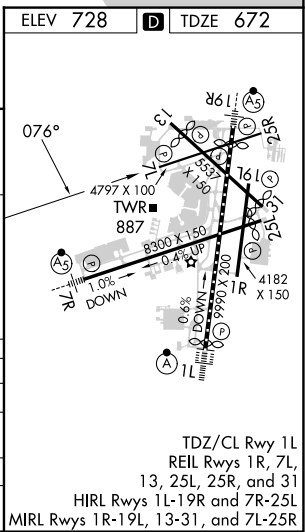 ELEV 728 D TDZE 672
A5
19R
13
P
P
25R
076°
7L
P
5537 X 150
19L
P
4797 X 100
TWR
887
31
25L
8300 X 150
A5
P
0.4% UP
1.0% DOWN
7R
0.6% DOWN
9990 X 200
1R
4182 X 150
P
A
1L
TDZ/CL Rwy 1L
REIL Rwys 1R, 7L,
13, 25L, 25R, and 31
HIRL Rwys 1L-19R and 7R-25L
MIRL Rwys 1R-19L, 13-31, and 7L-25R